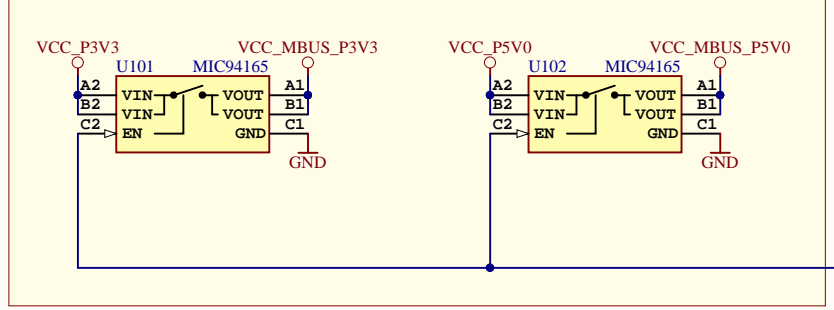 VCC_P3V3 VCC_MBUS_P3V3 VCC_P5V0 VCC_MBUS_P5V0
U101 MIC94165 U102 MIC94165
A2 VIN VOUT A1 A2 VIN VOUT A1
B2 VIN VOUT B1 B2 VIN VOUT B1
C2 EN GND C1 C2 EN GND C1
GND GND